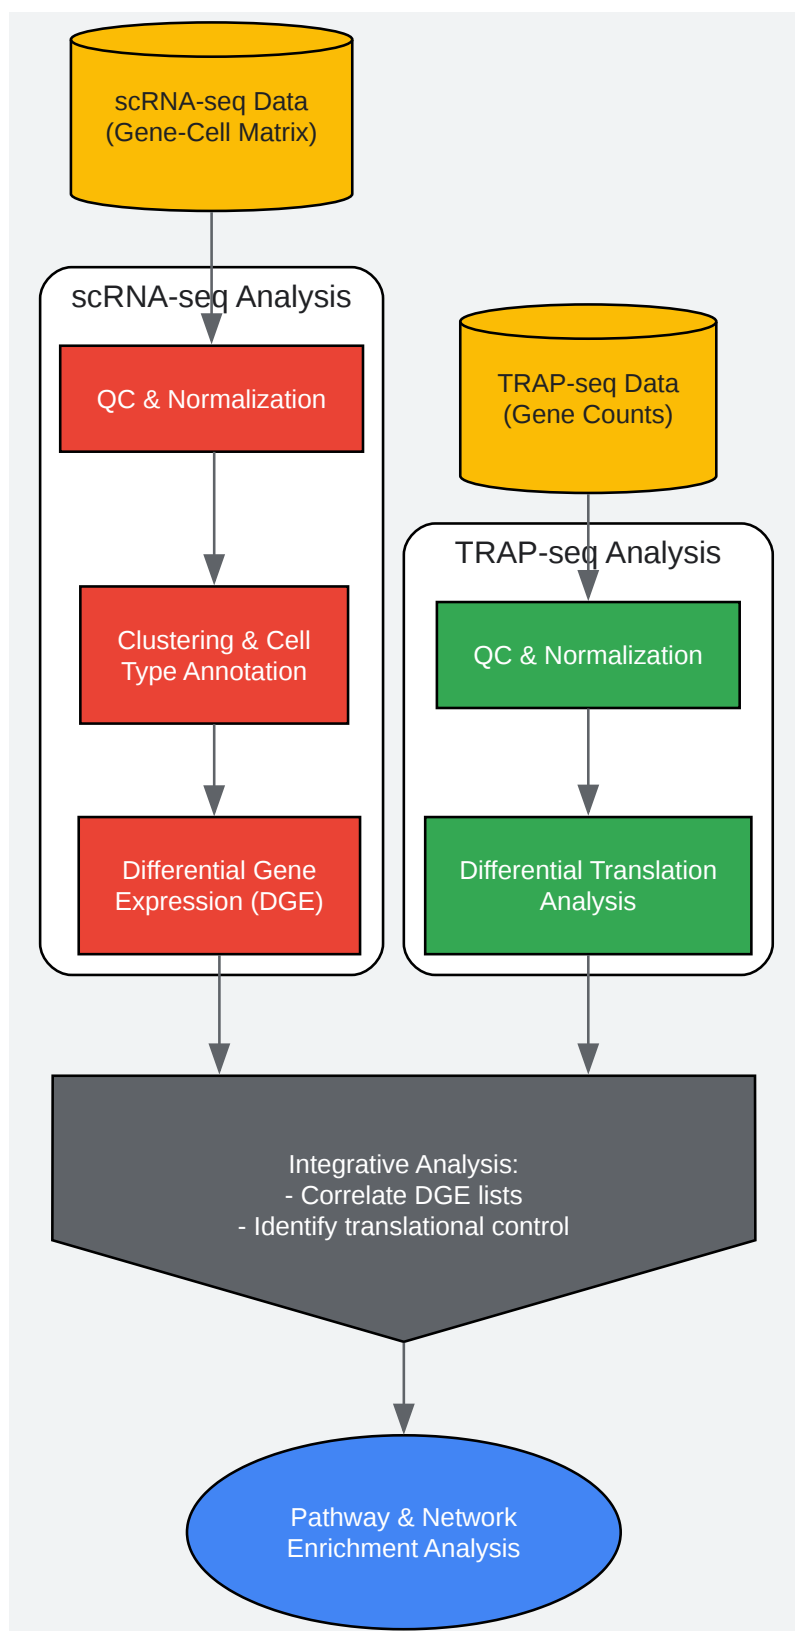 scRNA-seq Data
(Gene-Cell Matrix)
scRNA-seq Analysis
QC & Normalization
Clustering & Cell
Type Annotation
Differential Gene
Expression (DGE)
TRAP-seq Data
(Gene Counts)
TRAP-seq Analysis
QC & Normalization
Differential Translation
Analysis
Integrative Analysis:
- Correlate DGE lists
- Identify translational control
Pathway & Network
Enrichment Analysis